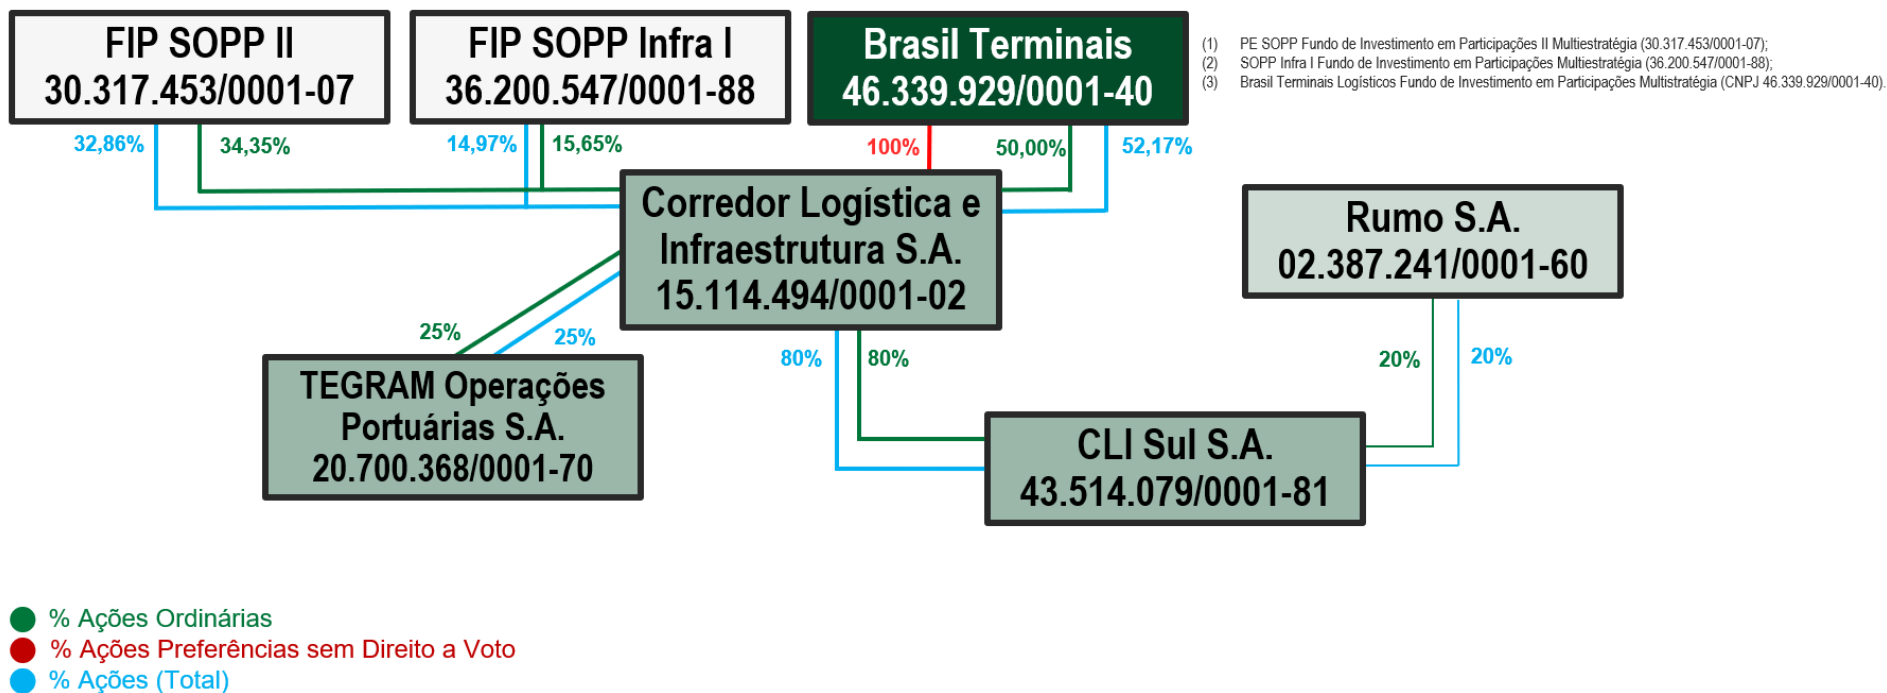 FIP SOPP II
30.317.453/0001-07
FIP SOPP Infra I
36.200.547/0001-88
Brasil Terminais
46.339.929/0001-40
(1) PE SOPP Fundo de Investimento em Participações II Multiestratégia (30.317.453/0001-07);
(2) SOPP Infra I Fundo de Investimento em Participações Multiestratégia (36.200.547/0001-88);
(3) Brasil Terminais Logísticos Fundo de Investimento em Participações Multistratégia (CNPJ 46.339.929/0001-40).
32,86%
34,35%
14,97%
15,65%
100%
50,00%
52,17%
Corredor Logística e
Infraestrutura S.A.
15.114.494/0001-02
Rumo S.A.
02.387.241/0001-60
25%
25%
80%
80%
20%
20%
TEGRAM Operações
Portuárias S.A.
20.700.368/0001-70
CLI Sul S.A.
43.514.079/0001-81
% Ações Ordinárias
% Ações Preferências sem Direito a Voto
% Ações (Total)